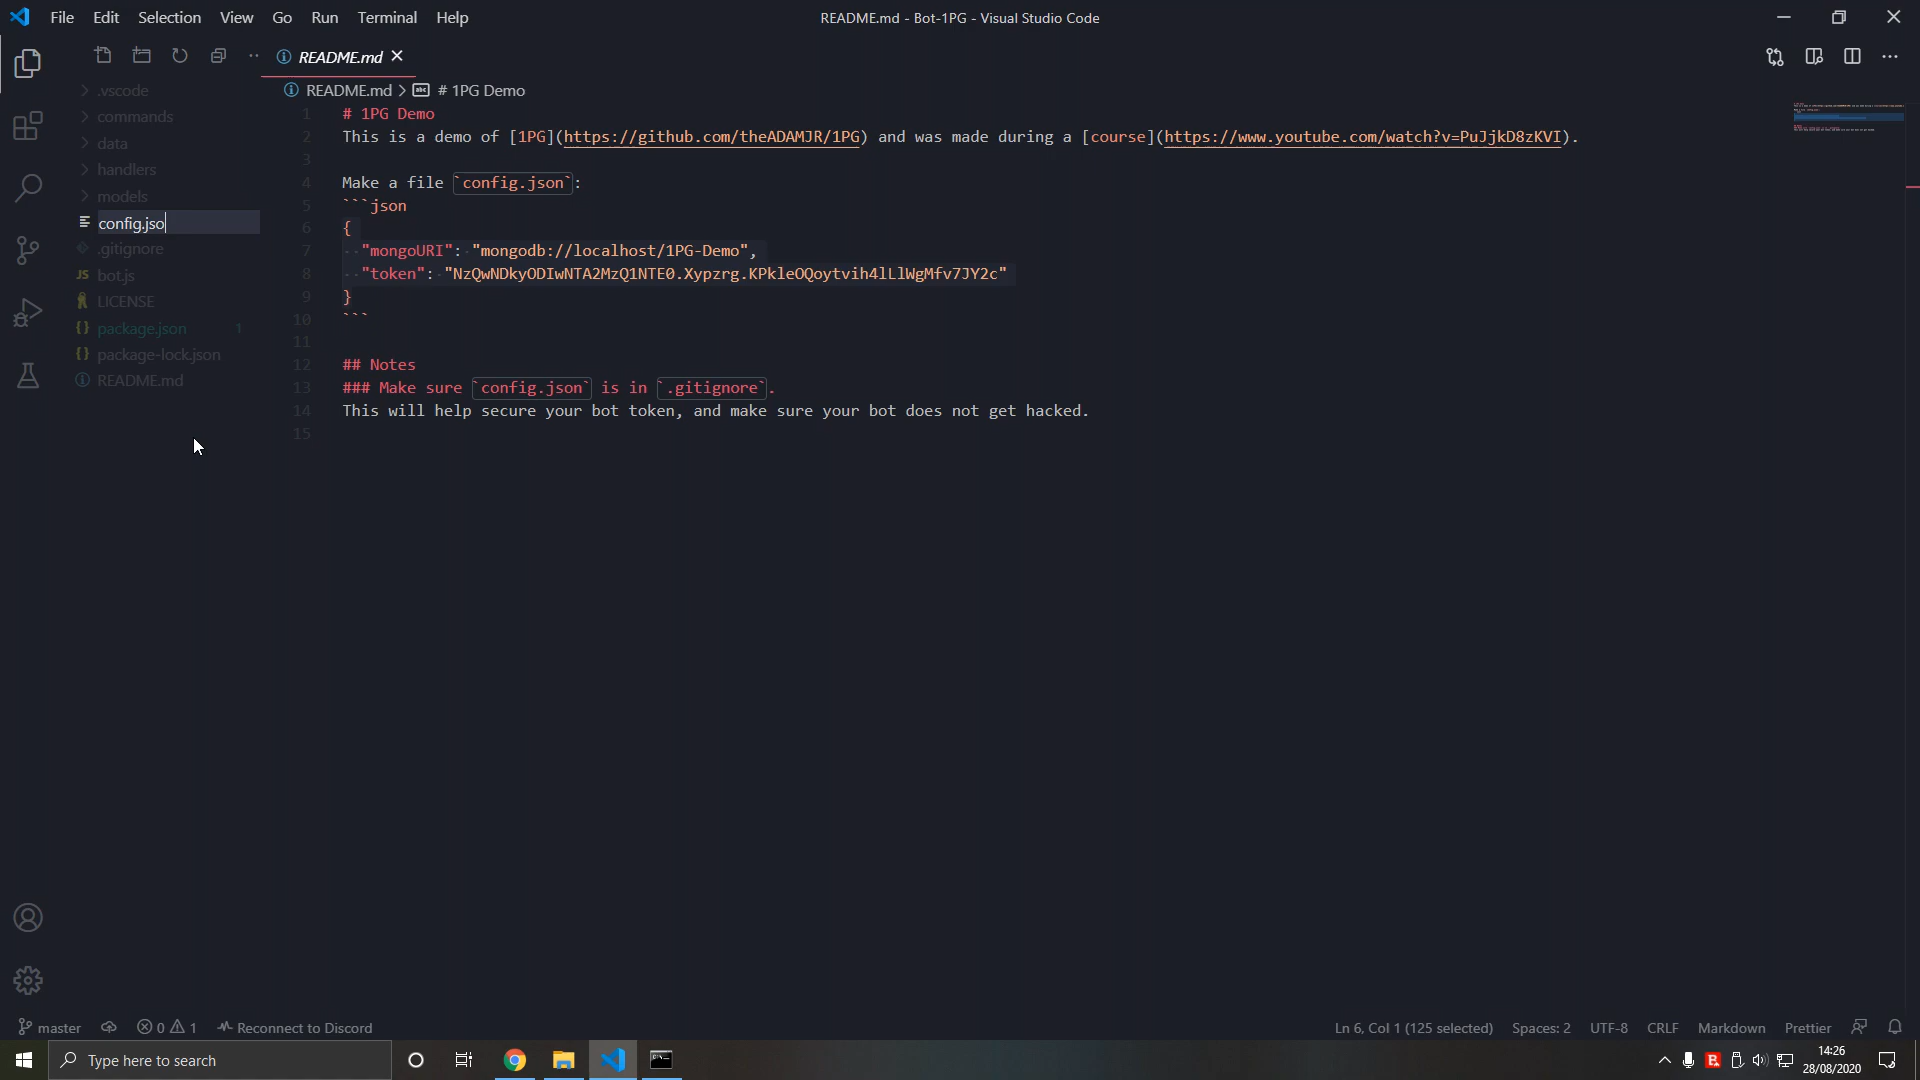 File Edit Selection View Go Run Terminal Help
README.md - Bot-1PG - Visual Studio Code
README.md
README.md > # 1PG Demo
.vscode
commands
data
handlers
models
config.jso
.gitignore
JS bot.js
LICENSE
{} package.json 1
{} package-lock.json
README.md
1 # 1PG Demo
2 This is a demo of [1PG](https://github.com/theADAMJR/1PG) and was made during a [course](https://www.youtube.com/watch?v=PuJjkD8zKVI).
3
4 Make a file `config.json`:
5 ```json
6 {
7 "mongoURI": "mongodb://localhost/1PG-Demo",
8 "token": "NzQwNDkyODIwNTA2MzQ1NTE0.Xypzrg.KPkleOQoytvih4lLlWgMfv7JY2c"
9 }
10 ```
11
12 ## Notes
13 ### Make sure `config.json` is in `.gitignore`.
14 This will help secure your bot token, and make sure your bot does not get hacked.
15
master 0 1 Reconnect to Discord
Ln 6, Col 1 (125 selected) Spaces: 2 UTF-8 CRLF Markdown Prettier
Type here to search
14:26
28/08/2020